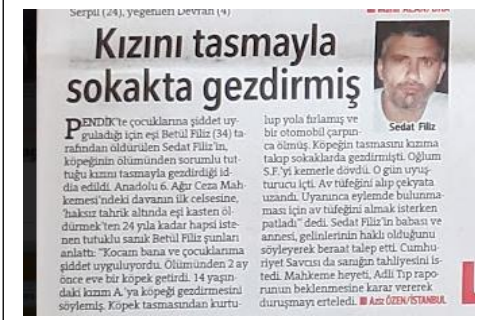 Serpil (24), yeğenleri Devran (4)
Kızını tasmayla
sokakta gezdirmiş
Sedat Filiz
PENDİK'te çocuklarına şiddet uy-
guladığı için eşi Betül Filiz (34) ta-
rafından öldürülen Sedat Filiz'in,
köpeğinin ölümünden sorumlu tut-
tuğu kızını tasmayla gezdirdiği id-
dia edildi. Anadolu 6. Ağır Ceza Mah-
kemesi'ndeki davanın ilk celsesine,
'haksız tahrik altında eşi kasten öl-
dürmek'ten 24 yıla kadar hapsi iste-
nen tutuklu sanık Betül Filiz şunları
anlattı: "Kocam bana ve çocuklarıma
şiddet uyguluyordu. Ölümünden 2 ay
önce eve bir köpek getirdi. 14 yaşın-
daki kızım A.'ya köpeği gezdirmesini
söylemiş. Köpek tasmasından kurtu-
lup yola fırlamış ve
bir otomobil çarpın-
ca ölmüş. Köpeğin tasmasını kızıma
takıp sokaklarda gezdirmişti. Oğlum
S.F.'yi kemerle dövdü. O gün uyuş-
turucu içti. Av tüfeğini alıp çekyata
uzandı. Uyanınca eylemde bulunma-
ması için av tüfeğini almak isterken
patladı" dedi. Sedat Filiz'in babası ve
annesi, gelinlerinin haklı olduğunu
söyleyerek beraat talep etti. Cumhu-
riyet Savcısı da sanığın tahliyesini is-
tedi. Mahkeme heyeti, Adli Tıp rapo-
runun beklenmesine karar vererek
duruşmayı erteledi. Aziz ÖZEN/İSTANBUL